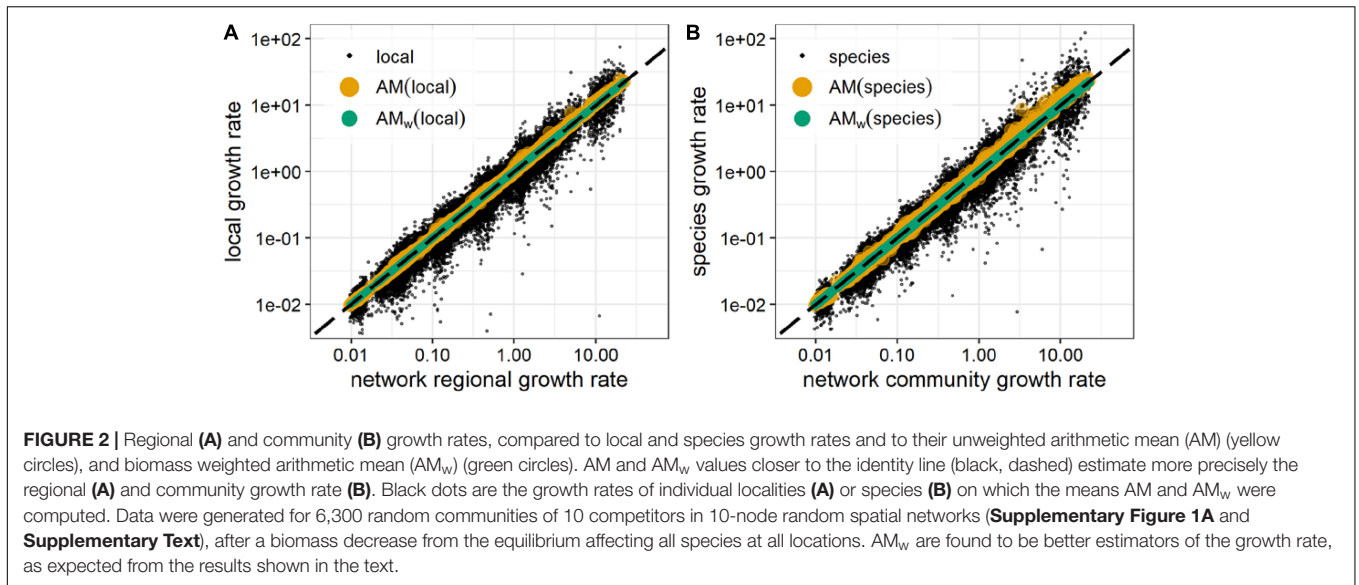 A
1e+02
1e+01
1e+00
1e-01
1e-02
local growth rate
local
AM(local)
AMw(local)
0.01 0.10 1.00 10.00
network regional growth rate
B
1e+02
1e+01
1e+00
1e-01
1e-02
species growth rate
species
AM(species)
AMw(species)
0.01 0.10 1.00 10.00
network community growth rate
FIGURE 2 | Regional (A) and community (B) growth rates, compared to local and species growth rates and to their unweighted arithmetic mean (AM) (yellow
circles), and biomass weighted arithmetic mean (AMw) (green circles). AM and AMw values closer to the identity line (black, dashed) estimate more precisely the
regional (A) and community growth rate (B). Black dots are the growth rates of individual localities (A) or species (B) on which the means AM and AMw were
computed. Data were generated for 6,300 random communities of 10 competitors in 10-node random spatial networks (Supplementary Figure 1A and
Supplementary Text), after a biomass decrease from the equilibrium affecting all species at all locations. AMw are found to be better estimators of the growth rate,
as expected from the results shown in the text.